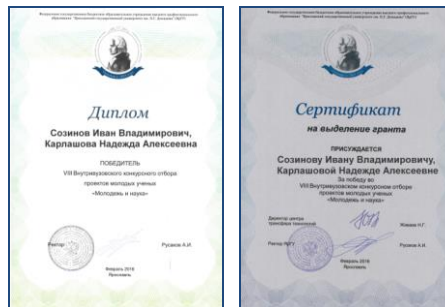 Диплом
Созинов Иван Владимирович,
Карлашова Надежда Алексеевна
ПОБЕДИТЕЛЬ
VIII Внутривузовского конкурсного отбора
проектов молодых ученых
«Молодежь и наука»
Ректор
Русаков А.И.
Февраль 2016
Ярославль
Сертификат
на выделение гранта
ПРИСУЖДАЕТСЯ
Созинову Ивану Владимировичу,
Карлашовой Надежде Алексеевне
За победу во
VIII Внутривузовском конкурсном отборе
проектов молодых ученых
«Молодежь и наука»
Директор центра
трансфера технологий
Ректор ЯрГУ
Русаков А.И.
Февраль 2016
Ярославль